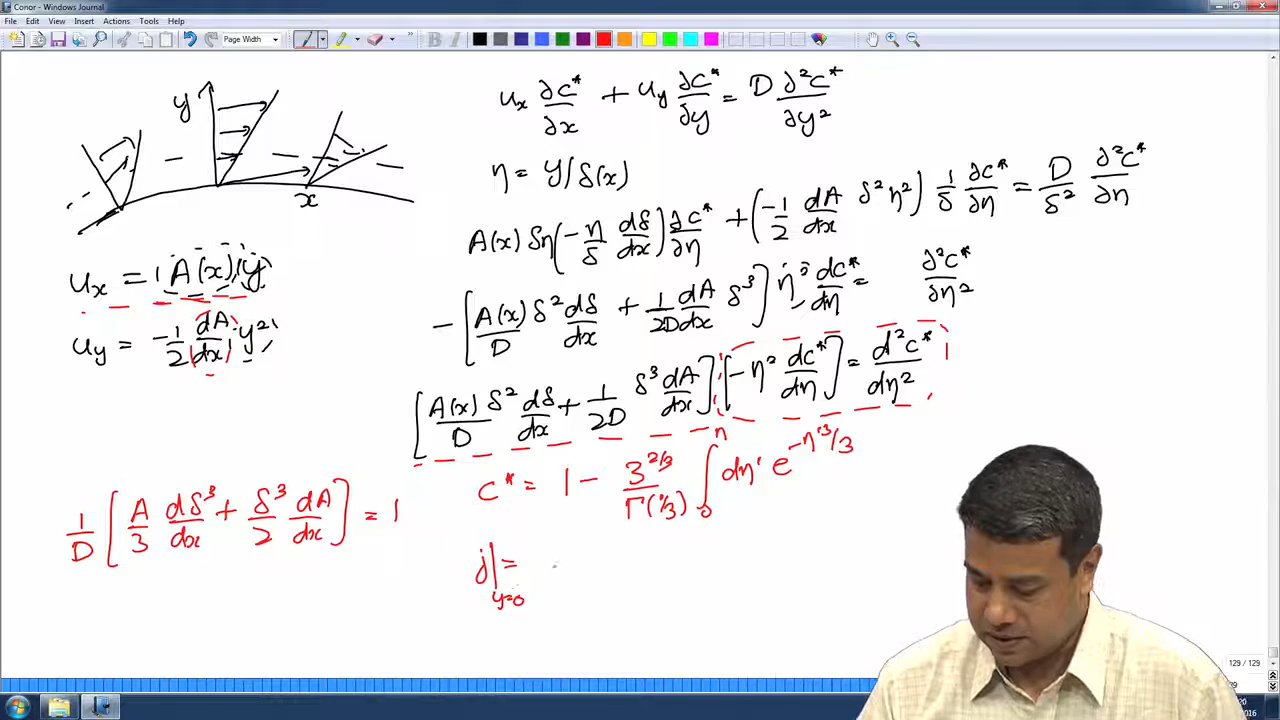 Conor - Windows Journal
File Edit View Insert Actions Tools Help
Page Width
y
x
u_x = A(x) (y)
u_y = -1/2 dA/dx y²
u_x ∂c*/∂x + u_y ∂c*/∂y = D ∂²c*/∂y²
η = y/δ(x)
A(x) δη(-η/δ dδ/dx) ∂c*/∂η + (-1/2 dA/dx δ² η²) 1/δ ∂c*/∂η = D/δ² ∂²c*/∂η
-[A(x)/D δ² dδ/dx + 1/2D dA/dx δ³] η² dc*/dη = ∂²c*/∂η²
[A(x)/D δ² dδ/dx + 1/2D δ³ dA/dx] [-η² dc*/dη] = d²c*/dη²
c* = 1 - 3^(2/3)/Γ(1/3) ∫₀^η dη' e^(-η'³/3)
1/D [A/3 dδ³/dx + δ³/2 dA/dx] = 1
j|_(y=0) =
129 / 129